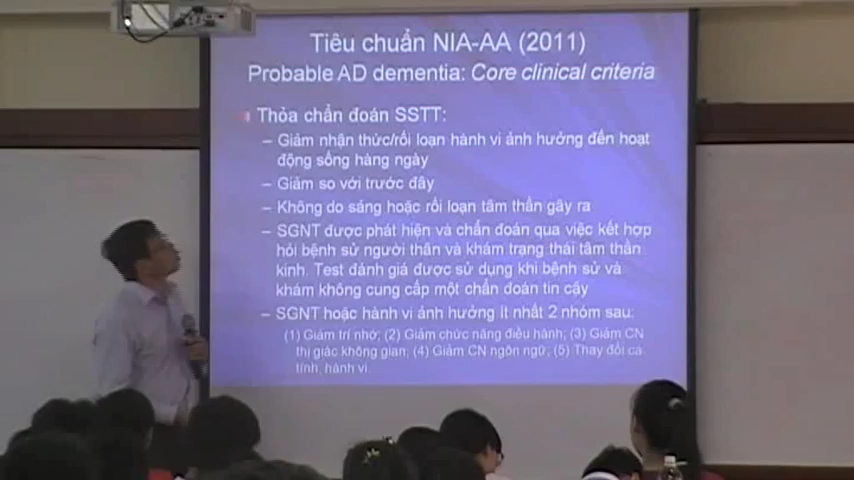 Tiêu chuẩn NIA-AA (2011)
Probable AD dementia: Core clinical criteria
Thỏa chẩn đoán SSTT:
– Giảm nhận thức/rối loạn hành vi ảnh hưởng đến hoạt
động sống hàng ngày
– Giảm so với trước đây
– Không do sảng hoặc rối loạn tâm thần gây ra
– SGNT được phát hiện và chẩn đoán qua việc kết hợp
hỏi bệnh sử người thân và khám trạng thái tâm thần
kinh. Test đánh giá được sử dụng khi bệnh sử và
khám không cung cấp một chẩn đoán tin cậy
– SGNT hoặc hành vi ảnh hưởng ít nhất 2 nhóm sau:
(1) Giảm trí nhớ; (2) Giảm chức năng điều hành; (3) Giảm CN
thị giác không gian; (4) Giảm CN ngôn ngữ; (5) Thay đổi cá
tính, hành vi